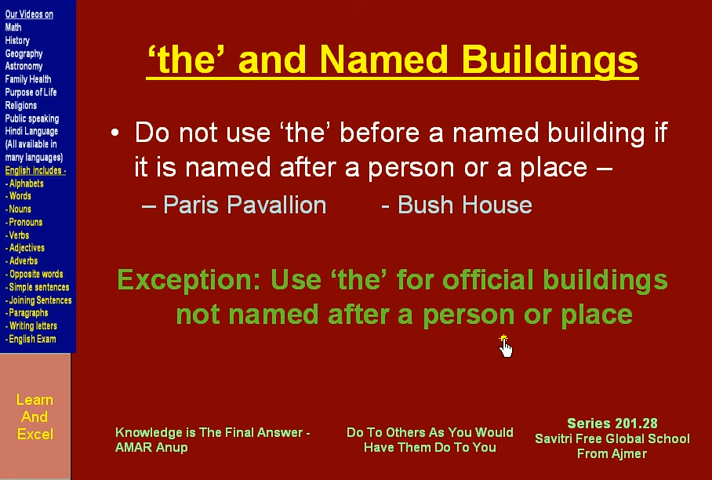 Our Videos on
Math
History
Geography
Astronomy
Family Health
Purpose of Life
Religions
Public speaking
Hindi Language
(All available in
many languages)
English includes -
- Alphabets
- Words
- Nouns
- Pronouns
- Verbs
- Adjectives
- Adverbs
- Opposite words
- Simple sentences
- Joining Sentences
- Paragraphs
- Writing letters
- English Exam
Learn
And
Excel
‘the’ and Named Buildings
• Do not use ‘the’ before a named building if
it is named after a person or a place –
– Paris Pavallion - Bush House
Exception: Use ‘the’ for official buildings
not named after a person or place
Knowledge is The Final Answer -
AMAR Anup
Do To Others As You Would
Have Them Do To You
Series 201.28
Savitri Free Global School
From Ajmer